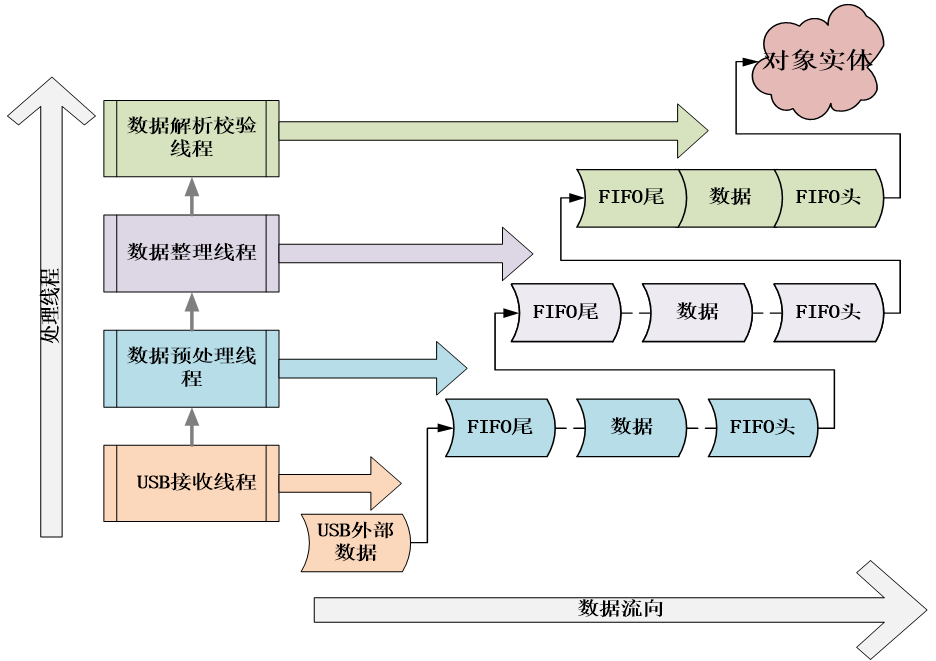 对象实体
数据解析校验
线程
FIFO尾
数据
FIFO头
数据整理线程
处理线程
FIFO尾
数据
FIFO头
数据预处理线
程
FIFO尾
数据
FIFO头
USB接收线程
USB外部
数据
数据流向